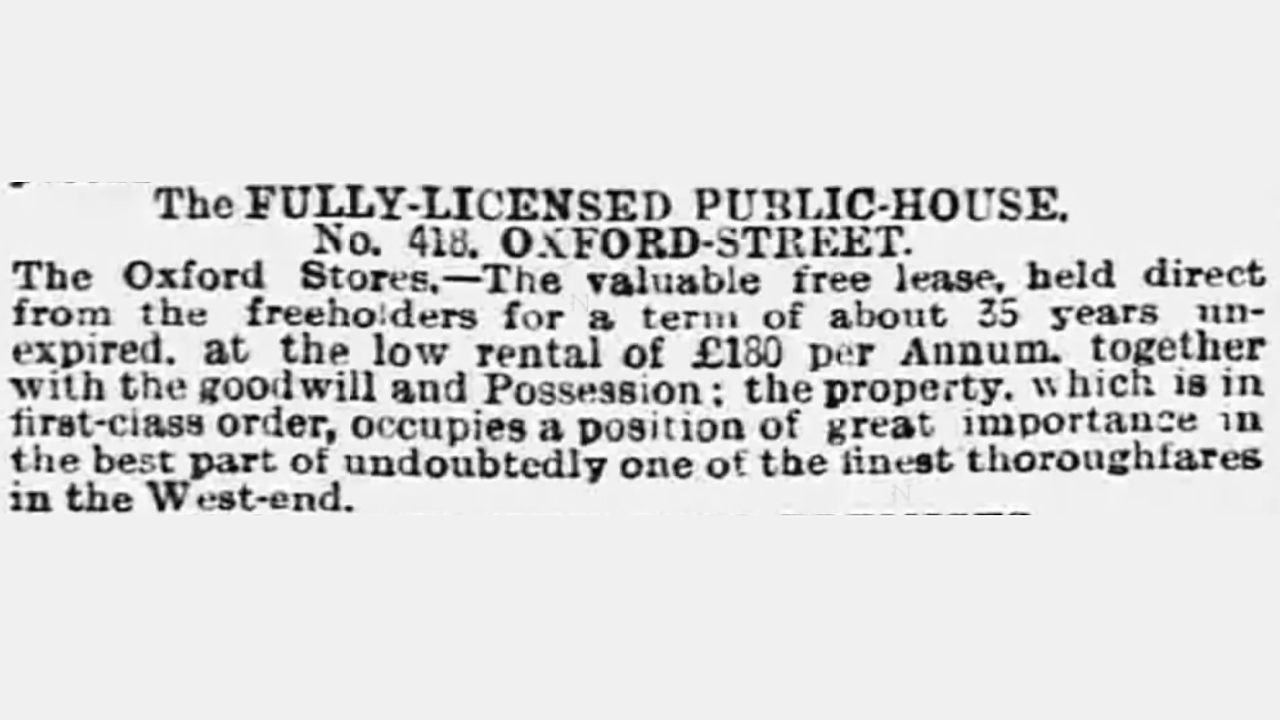 The FULLY-LICENSED PUBLIC-HOUSE,
No. 418, OXFORD-STREET.
The Oxford Stores.—The valuable free lease, held direct
from the freeholders for a term of about 35 years un-
expired, at the low rental of £180 per Annum, together
with the goodwill and Possession; the property, which is in
first-class order, occupies a position of great importance in
the best part of undoubtedly one of the finest thoroughfares
in the West-end.